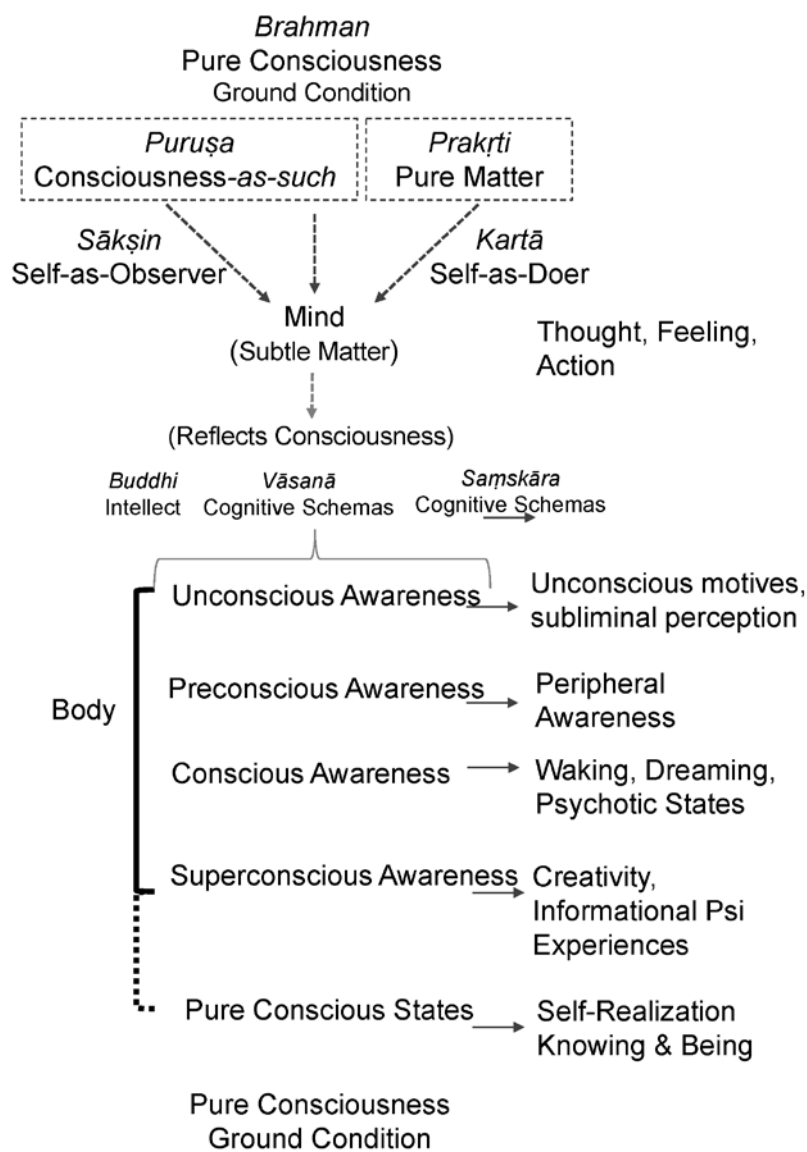 Brahman
Pure Consciousness
Ground Condition
Puruṣa
Consciousness-as-such
Prakṛti
Pure Matter
Sākṣin
Self-as-Observer
Kartā
Self-as-Doer
Mind
(Subtle Matter)
Thought, Feeling,
Action
(Reflects Consciousness)
Buddhi
Intellect
Vāsanā
Cognitive Schemas
Saṃskāra
Cognitive Schemas
Body
Unconscious Awareness
Unconscious motives,
subliminal perception
Preconscious Awareness
Peripheral
Awareness
Conscious Awareness
Waking, Dreaming,
Psychotic States
Superconscious Awareness
Creativity,
Informational Psi
Experiences
Pure Conscious States
Self-Realization
Knowing & Being
Pure Consciousness
Ground Condition